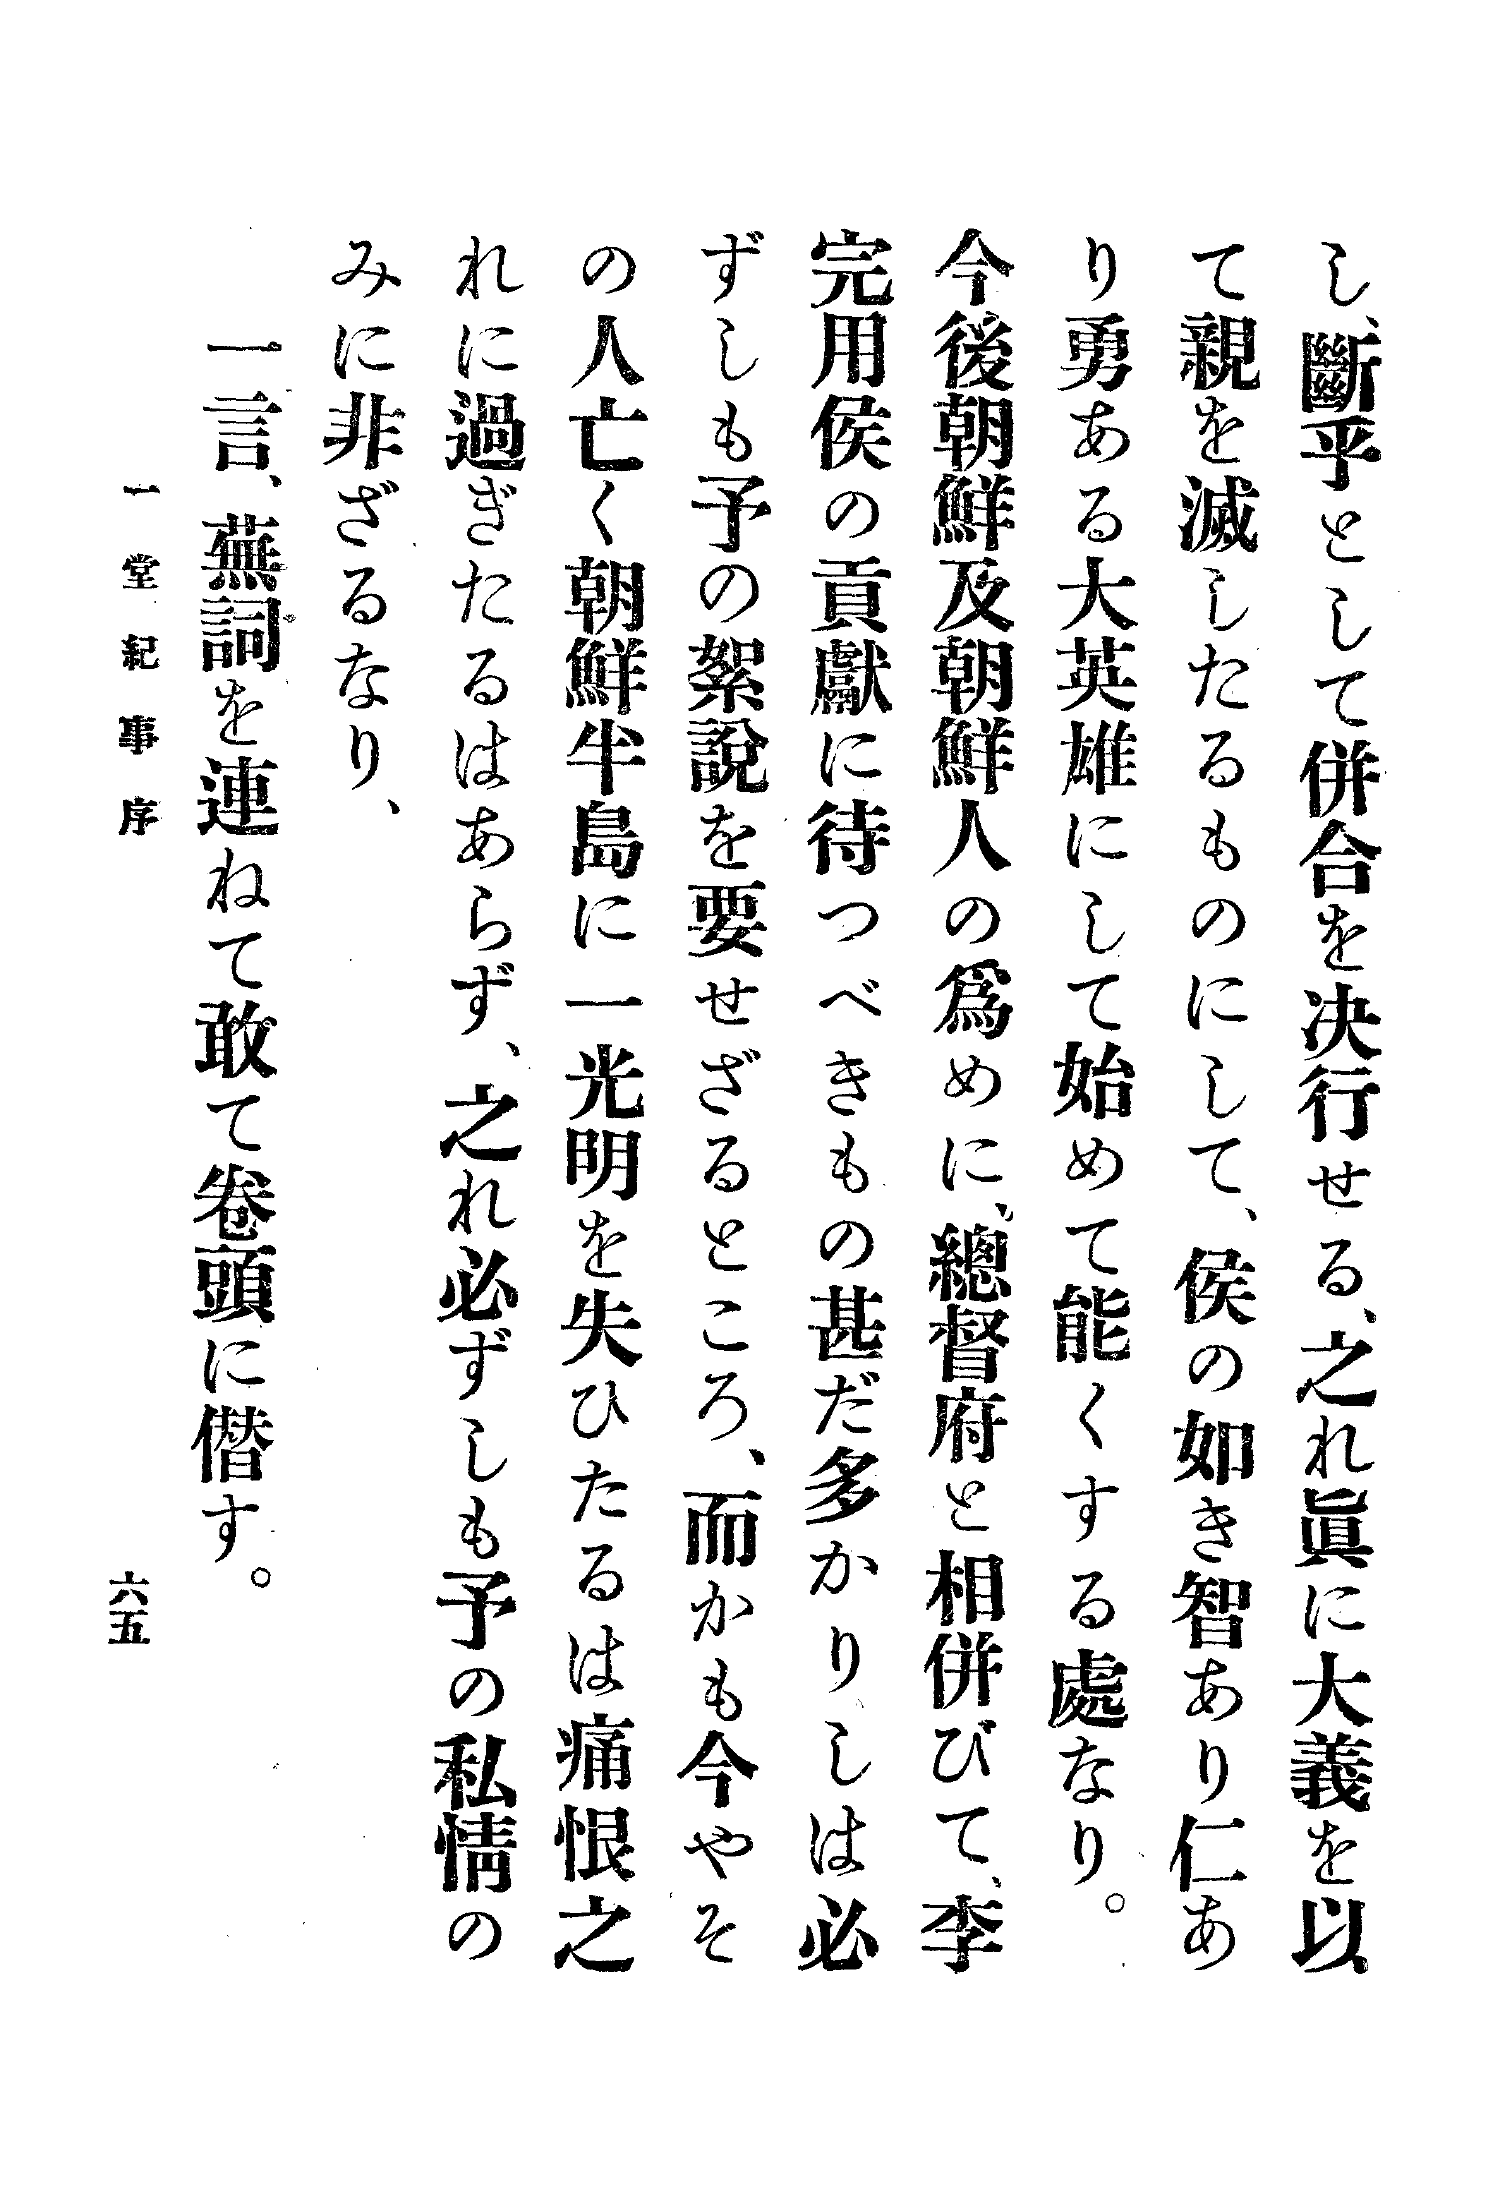 し、斷乎として併合を决行せる、之れ眞に大義を以
て親を滅したるものにして、侯の如き智あり仁あ
り勇ある大英雄にして始めて能くする處なり。
今後朝鮮及朝鮮人の爲めに、總督府と相併びて、李
完用侯の貢獻に待つべきもの甚だ多かりしは必
ずしも予の絮說を要せざるところ、而かも今やそ
の人亡く朝鮮半島に一光明を失ひたるは痛恨之
れに過ぎたるはあらず、之れ必ずしも予の私情の
みに非ざるなり、
一言、蕪詞を連ねて敢て卷頭に僭す。
一堂紀事序
六五